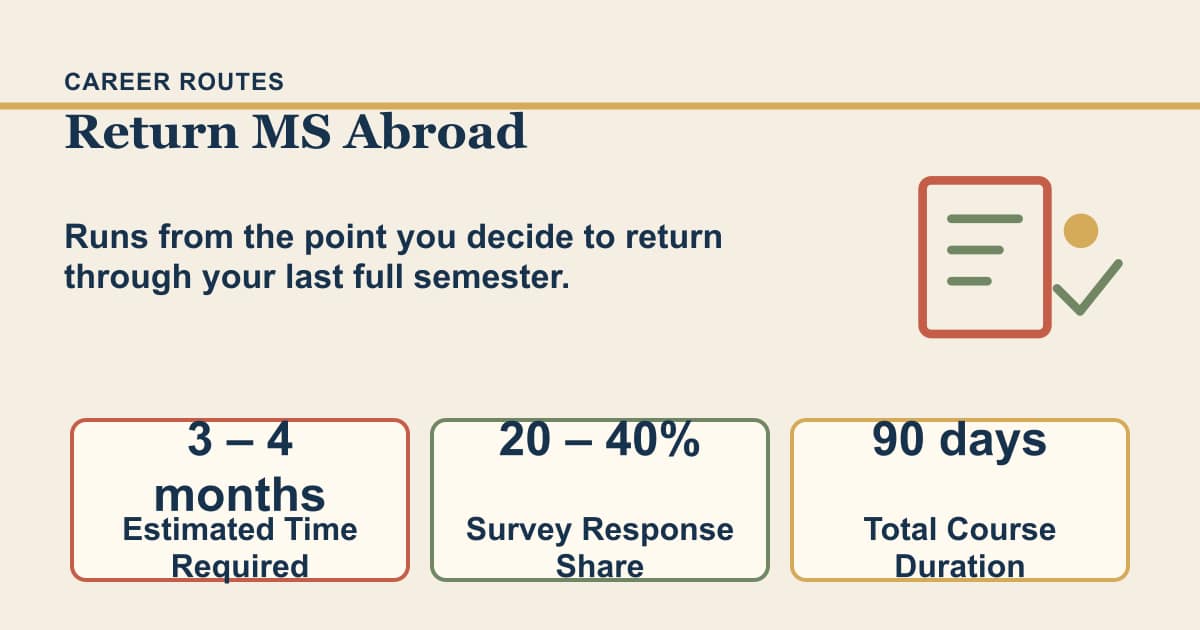 CAREER ROUTES
Return MS Abroad
Runs from the point you decide to return
through your last full semester.
3 – 4
months
Estimated Time
Required
20 – 40%
Survey Response
Share
90 days
Total Course
Duration